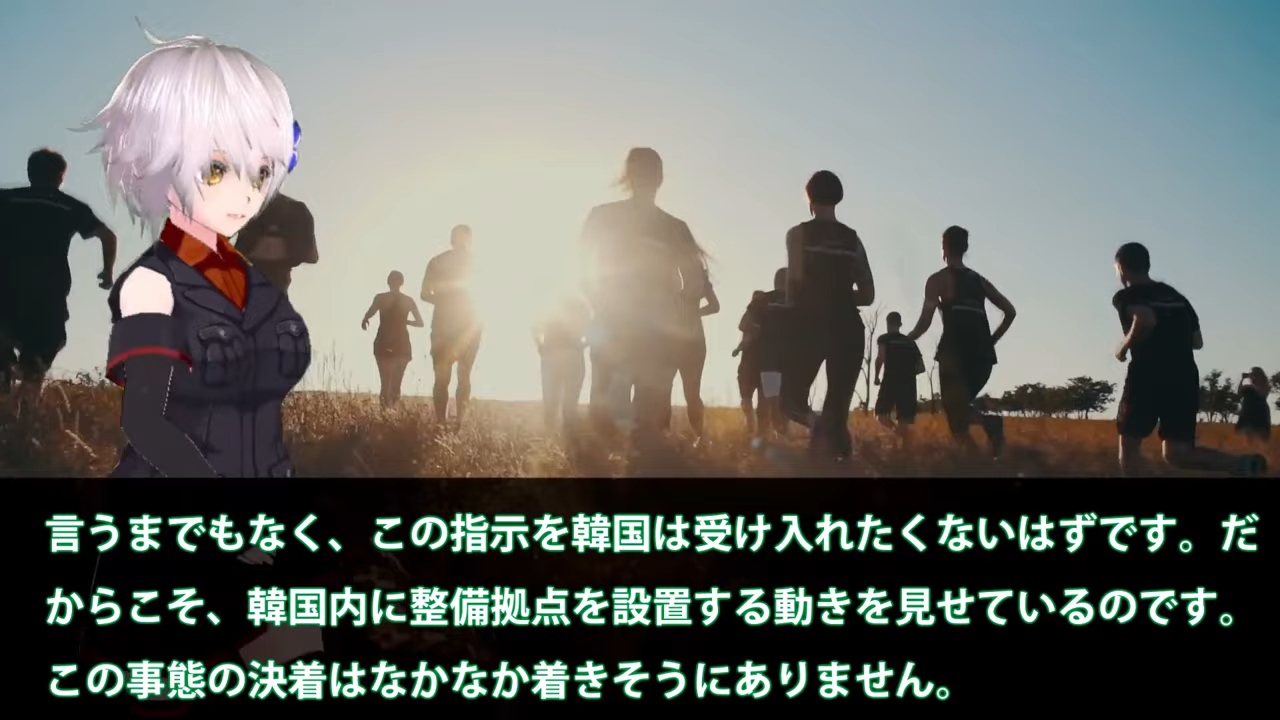 言うまでもなく、この指示を韓国は受け入れたくないはずです。だ
からこそ、韓国内に整備拠点を設置する動きを見せているのです。
この事態の決着はなかなか着きそうにありません。